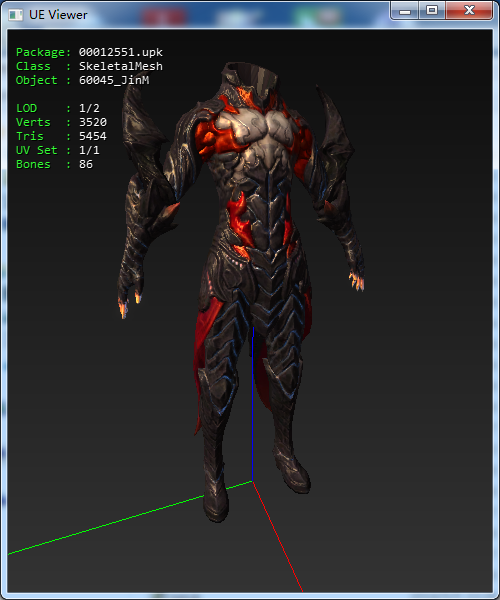 UE Viewer
Package: 00012551.upk
Class  : SkeletalMesh
Object : 60045_JinM
LOD    : 1/2
Verts  : 3520
Tris   : 5454
UV Set : 1/1
Bones  : 86